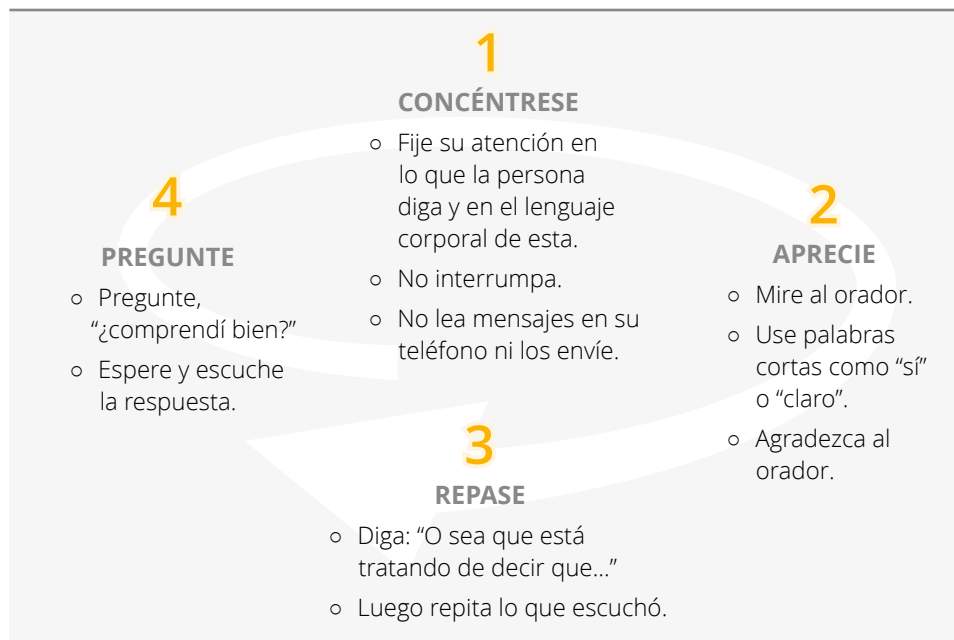 1
CONCÉNTRESE
○ Fije su atención en
lo que la persona
diga y en el lenguaje
corporal de esta.
○ No interrumpa.
○ No lea mensajes en su
teléfono ni los envíe.
2
APRECIE
○ Mire al orador.
○ Use palabras
cortas como “sí”
o “claro”.
○ Agradezca al
orador.
3
REPASE
○ Diga: “O sea que está
tratando de decir que...”
○ Luego repita lo que escuchó.
4
PREGUNTE
○ Pregunte,
“¿comprendí bien?”
○ Espere y escuche
la respuesta.